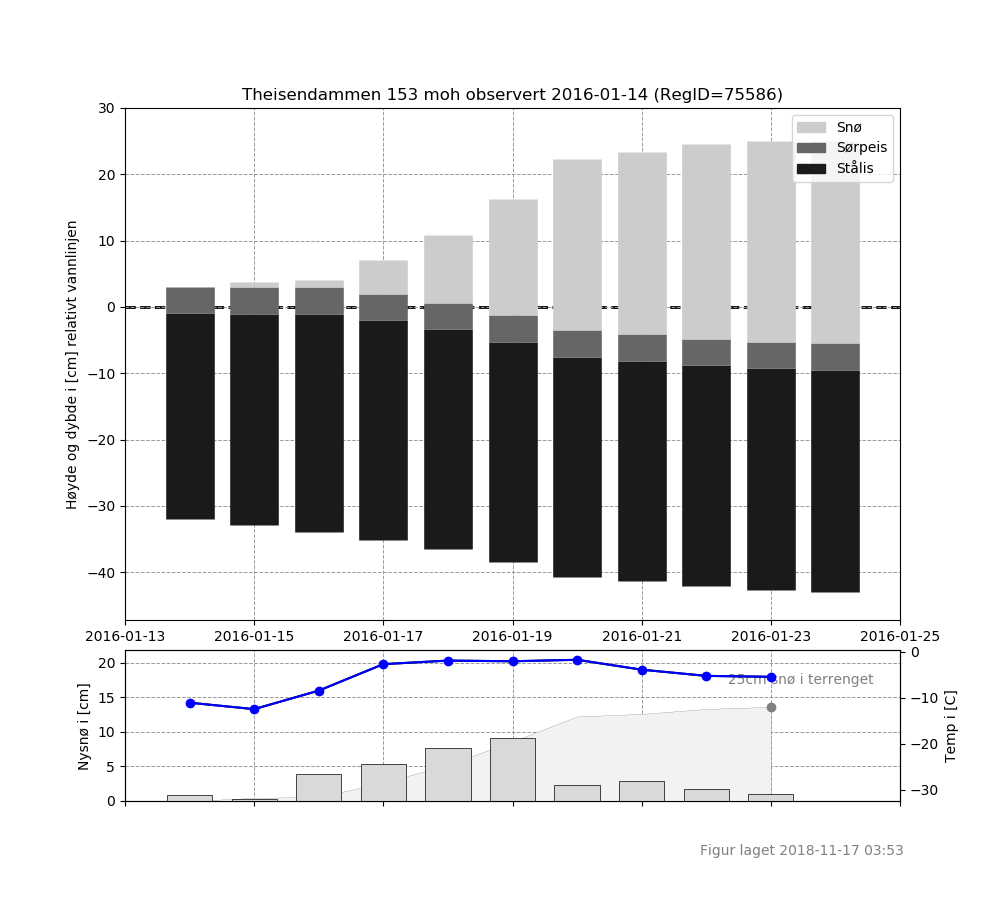 Theisendammen 153 moh observert 2016-01-14 (RegID=75586)
Høyde og dybde i [cm] relativt vannlinjen
30
20
10
0
−10
−20
−30
−40
Snø
Sørpeis
Stålis
2016-01-13 2016-01-15 2016-01-17 2016-01-19 2016-01-21 2016-01-23 2016-01-25
Nysnø i [cm]
20
15
10
5
0
25cm snø i terrenget
0
−10
−20
−30
Temp i [C]
Figur laget 2018-11-17 03:53